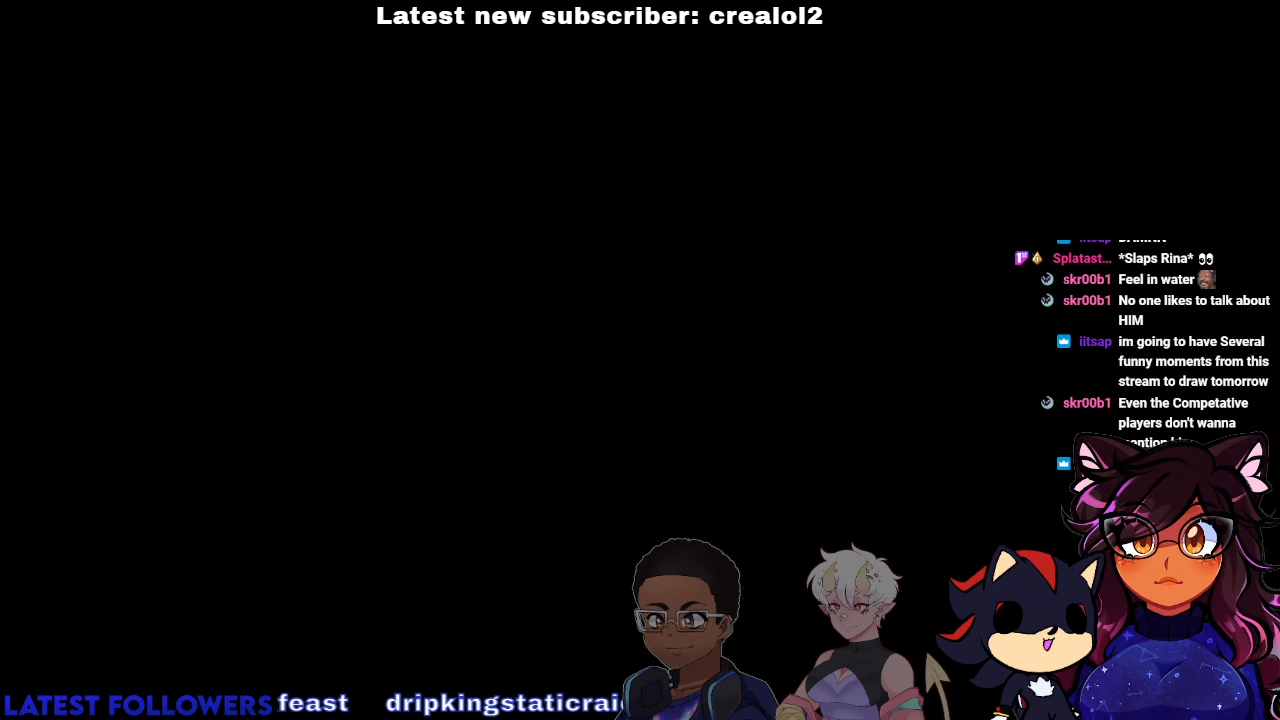 Latest new subscriber: crealol2
Splatast... *Slaps Rina*
skr00b1 Feel in water
skr00b1 No one likes to talk about
HIM
iitsap im going to have Several
funny moments from this
stream to draw tomorrow
skr00b1 Even the Competative
players don't wanna
LATEST FOLLOWERS feast dripkingstaticrai